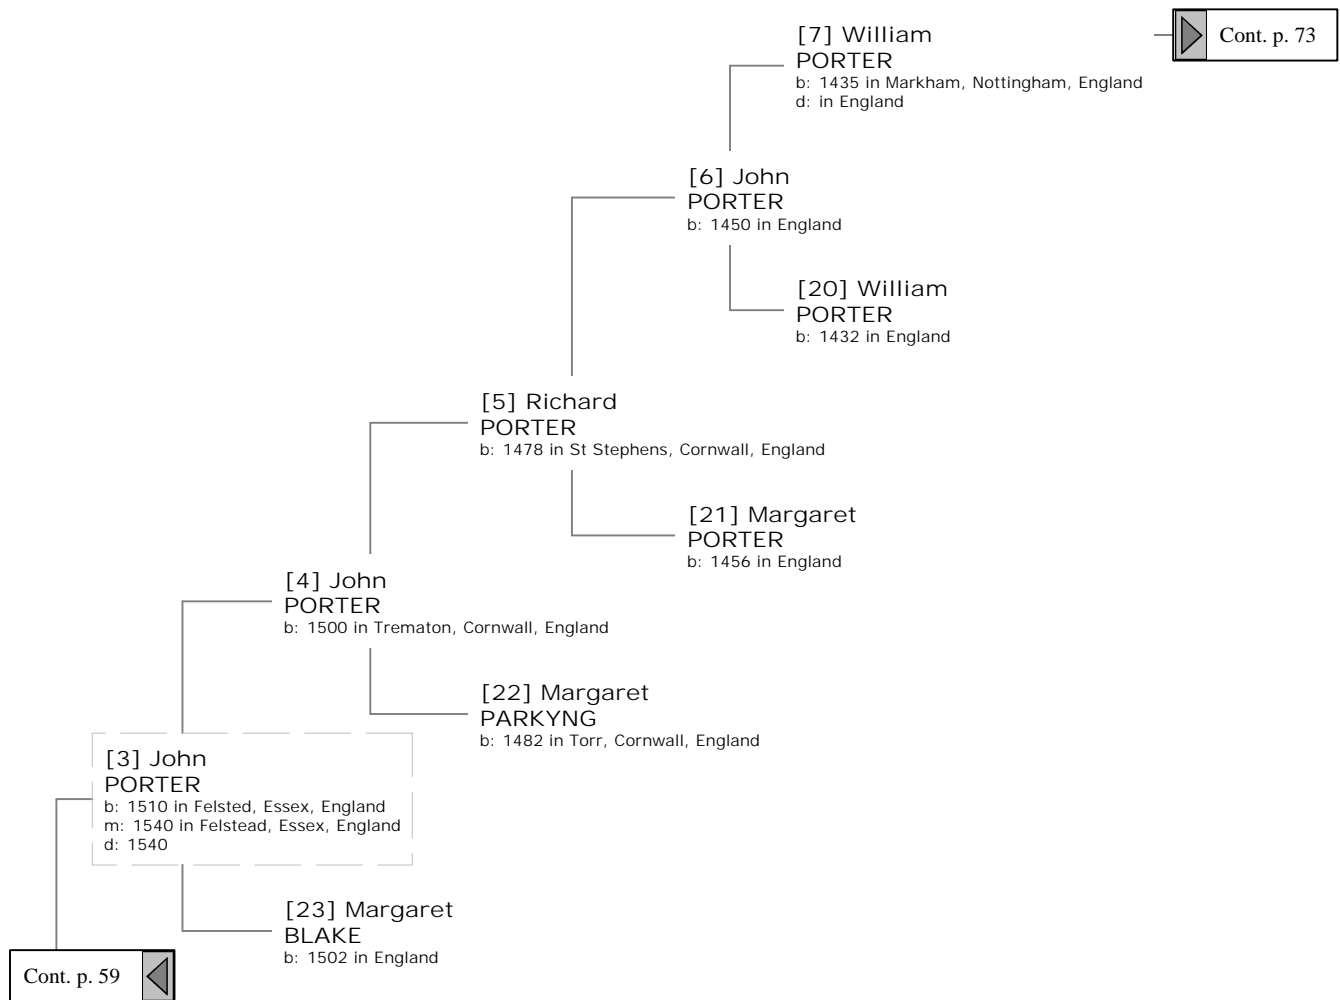 [7] William
PORTER
b: 1435 in Markham, Nottingham, England
d: in England
Cont. p. 73
[6] John
PORTER
b: 1450 in England
[20] William
PORTER
b: 1432 in England
[5] Richard
PORTER
b: 1478 in St Stephens, Cornwall, England
[21] Margaret
PORTER
b: 1456 in England
[4] John
PORTER
b: 1500 in Trematon, Cornwall, England
[22] Margaret
PARKYNG
b: 1482 in Torr, Cornwall, England
[3] John
PORTER
b: 1510 in Felsted, Essex, England
m: 1540 in Felstead, Essex, England
d: 1540
[23] Margaret
BLAKE
b: 1502 in England
Cont. p. 59